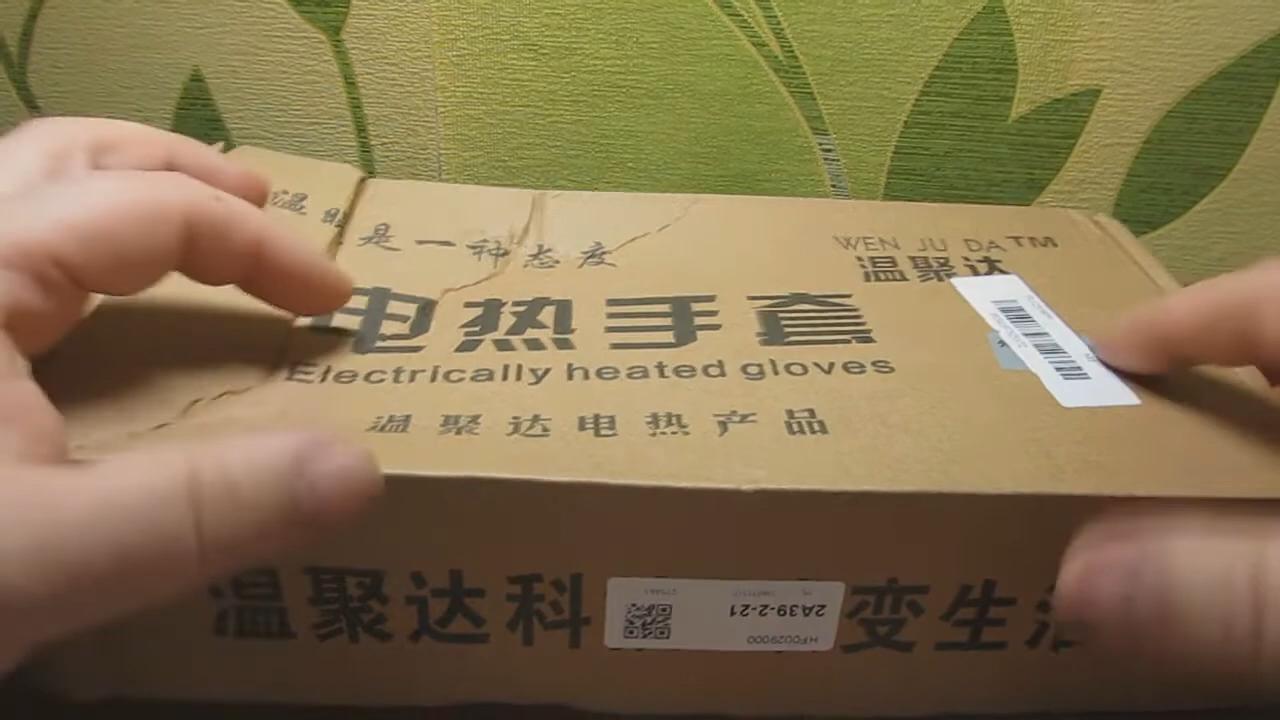 是一种态度
WEN JU DA™
温聚达
电热手套
Electrically heated gloves
温聚达电热产品
温聚达科
变生
2A39-2-21
HF0029000